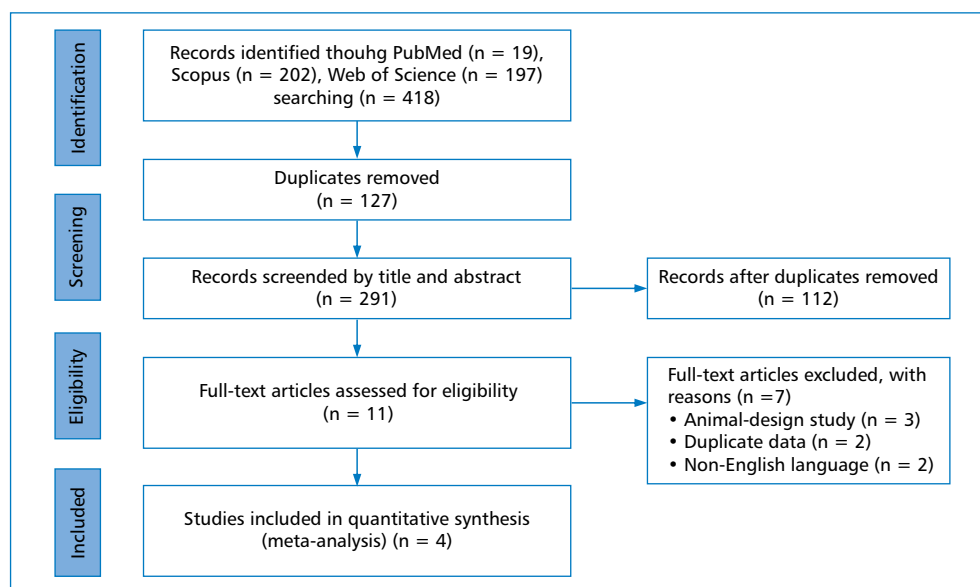 Identification
Records identified thouhg PubMed (n = 19),
Scopus (n = 202), Web of Science (n = 197)
searching (n = 418)
Duplicates removed
(n = 127)
Screening
Records screended by title and abstract
(n = 291)
Records after duplicates removed
(n = 112)
Eligibility
Full-text articles assessed for eligibility
(n = 11)
Full-text articles excluded, with
reasons (n =7)
• Animal-design study (n = 3)
• Duplicate data (n = 2)
• Non-English language (n = 2)
Included
Studies included in quantitative synthesis
(meta-analysis) (n = 4)